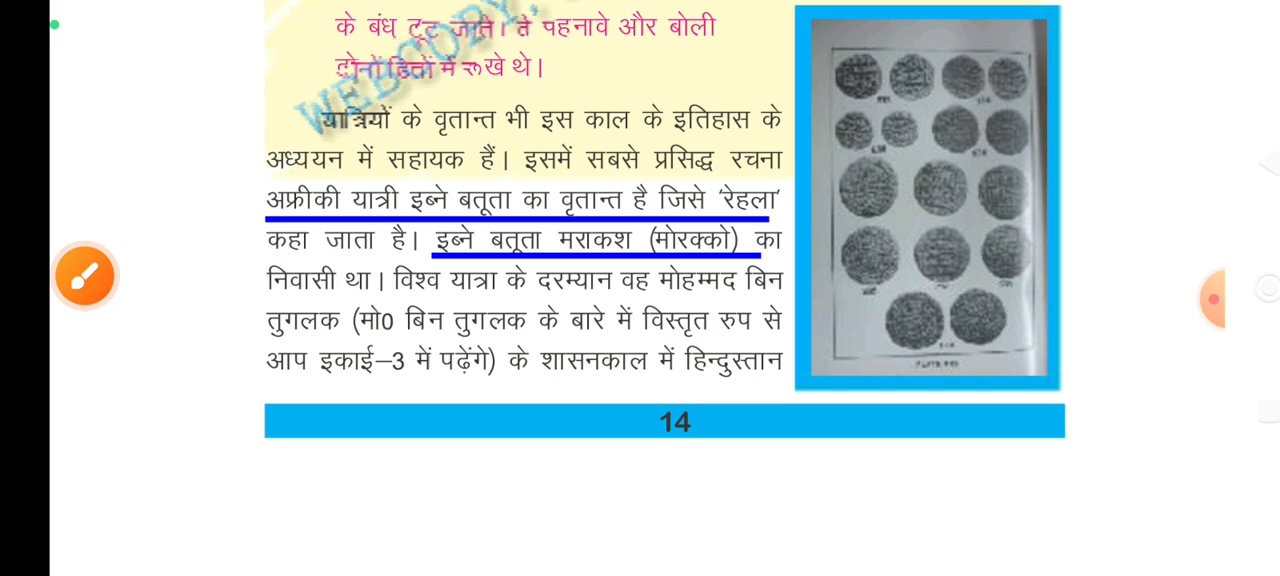 के बंध टूट जाते। ते पहनावे और बोली
दोनों हितों में रूखे थे।
यात्रियों के वृतान्त भी इस काल के इतिहास के
अध्ययन में सहायक हैं। इसमें सबसे प्रसिद्ध रचना
अफ्रीकी यात्री इब्ने बतूता का वृतान्त है जिसे ‘रेहला’
कहा जाता है। इब्ने बतूता मराकश (मोरक्को) का
निवासी था। विश्व यात्रा के दरम्यान वह मोहम्मद बिन
तुगलक (मो0 बिन तुगलक के बारे में विस्तृत रुप से
आप इकाई–3 में पढ़ेंगे) के शासनकाल में हिन्दुस्तान
14